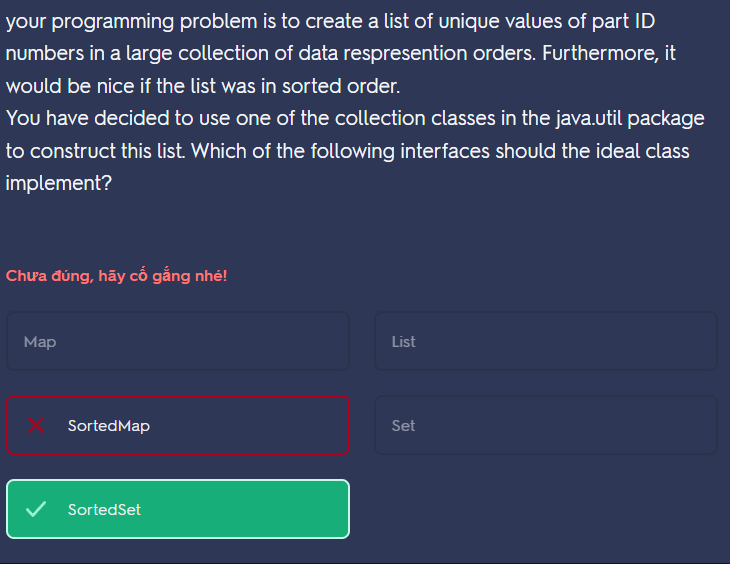 your programming problem is to create a list of unique values of part ID
numbers in a large collection of data respresention orders. Furthermore, it
would be nice if the list was in sorted order.
You have decided to use one of the collection classes in the java.util package
to construct this list. Which of the following interfaces should the ideal class
implement?
Chưa đúng, hãy cố gắng nhé!
Map
List
SortedMap
Set
SortedSet